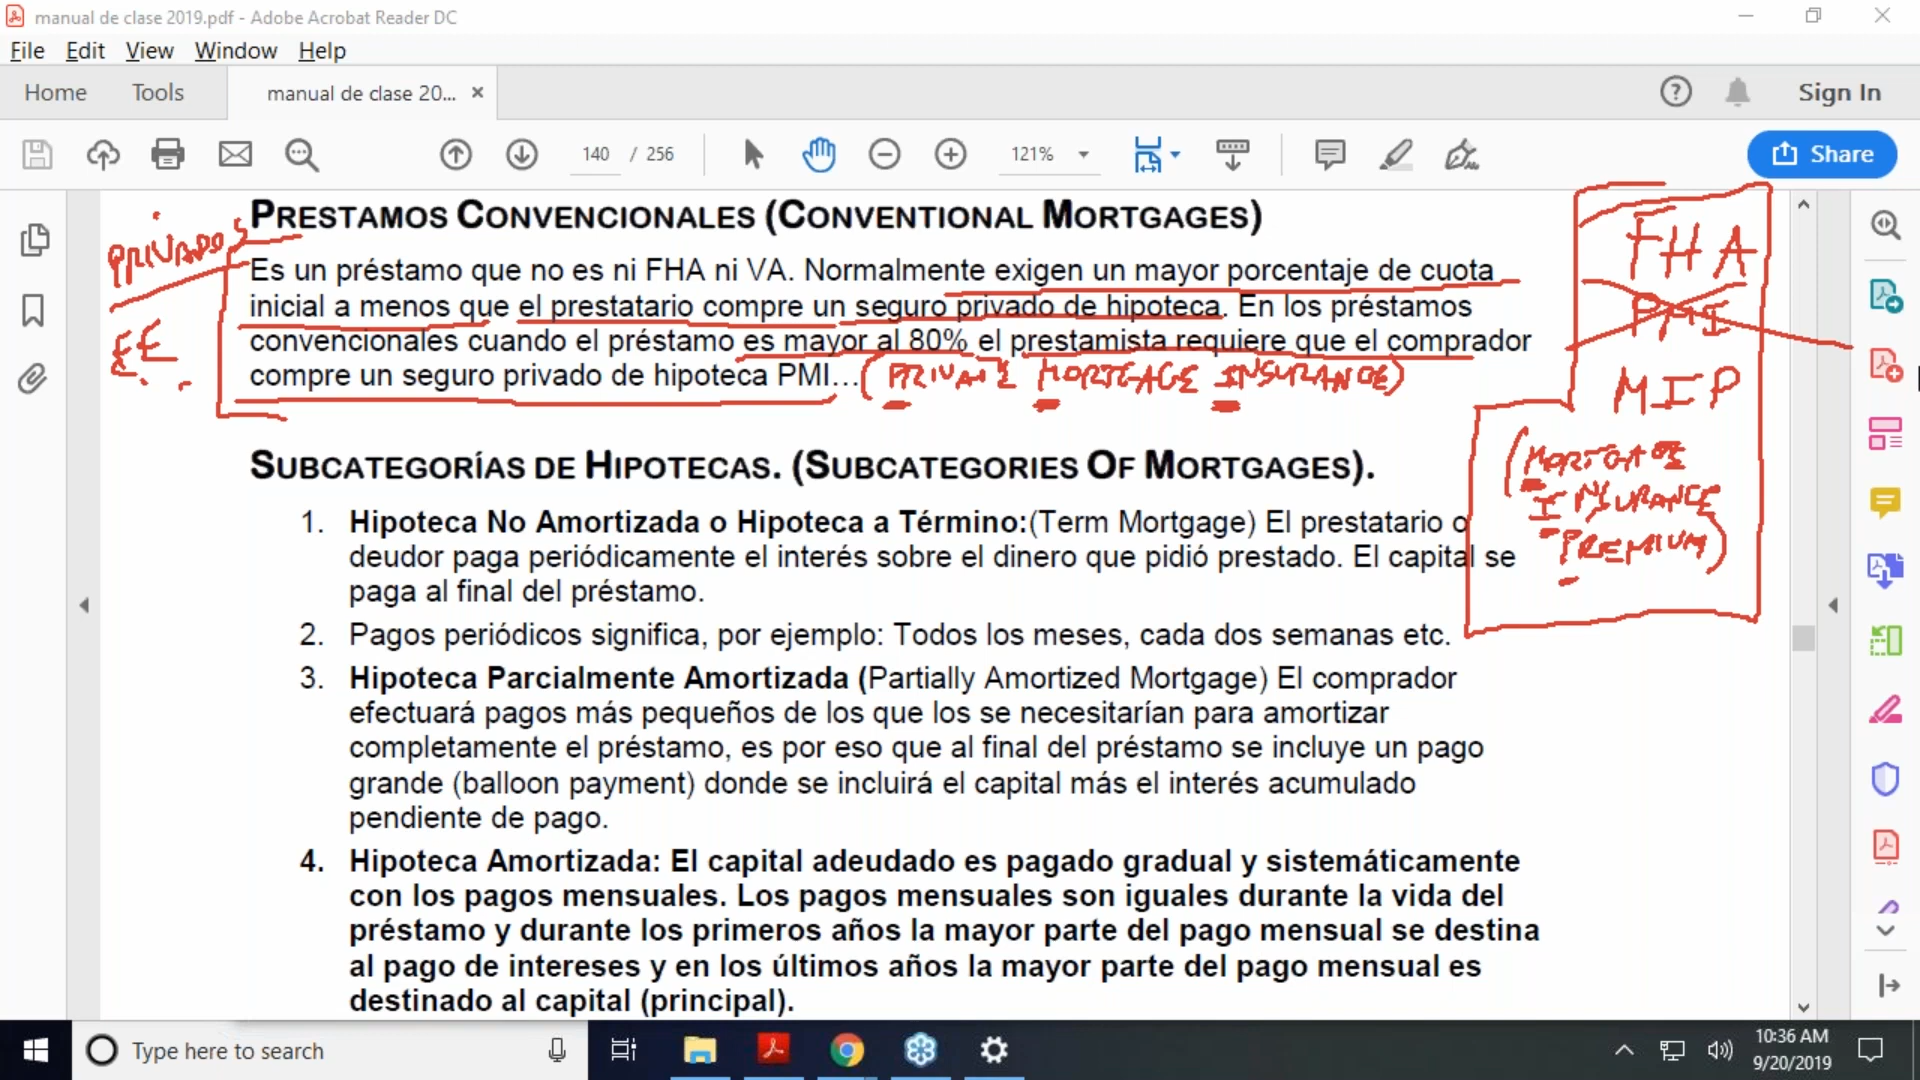 manual de clase 2019.pdf - Adobe Acrobat Reader DC
File Edit View Window Help
Home Tools manual de clase 20... × Sign In
140 / 256 121% Share
PRESTAMOS CONVENCIONALES (CONVENTIONAL MORTGAGES)
PRIVADOS
Es un préstamo que no es ni FHA ni VA. Normalmente exigen un mayor porcentaje de cuota
inicial a menos que el prestatario compre un seguro privado de hipoteca. En los préstamos
convencionales cuando el préstamo es mayor al 80% el prestamista requiere que el comprador
compre un seguro privado de hipoteca PMI... (PRIVATE MORTGAGE INSURANCE)
EE
FHA
PMI
MIP
(MORTGAGE
INSURANCE
PREMIUM)
SUBCATEGORÍAS DE HIPOTECAS. (SUBCATEGORIES OF MORTGAGES).
1. Hipoteca No Amortizada o Hipoteca a Término:(Term Mortgage) El prestatario o
deudor paga periódicamente el interés sobre el dinero que pidió prestado. El capital se
paga al final del préstamo.
2. Pagos periódicos significa, por ejemplo: Todos los meses, cada dos semanas etc.
3. Hipoteca Parcialmente Amortizada (Partially Amortized Mortgage) El comprador
efectuará pagos más pequeños de los que los se necesitarían para amortizar
completamente el préstamo, es por eso que al final del préstamo se incluye un pago
grande (balloon payment) donde se incluirá el capital más el interés acumulado
pendiente de pago.
4. Hipoteca Amortizada: El capital adeudado es pagado gradual y sistemáticamente
con los pagos mensuales. Los pagos mensuales son iguales durante la vida del
préstamo y durante los primeros años la mayor parte del pago mensual se destina
al pago de intereses y en los últimos años la mayor parte del pago mensual es
destinado al capital (principal).
Type here to search
10:36 AM
9/20/2019